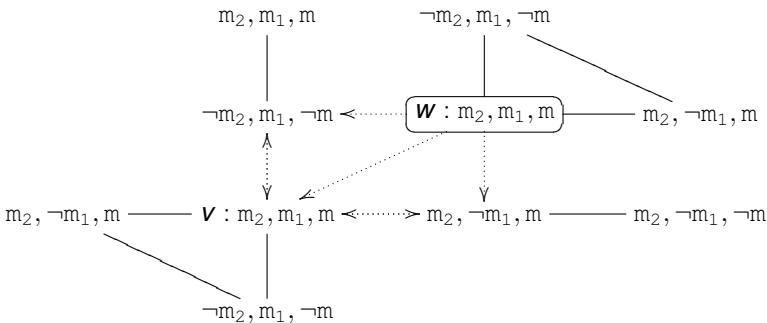 m₂, m₁, m ¬m₂, m₁, ¬m
¬m₂, m₁, ¬m W : m₂, m₁, m m₂, ¬m₁, m
m₂, ¬m₁, m V : m₂, m₁, m m₂, ¬m₁, m m₂, ¬m₁, ¬m
¬m₂, m₁, ¬m